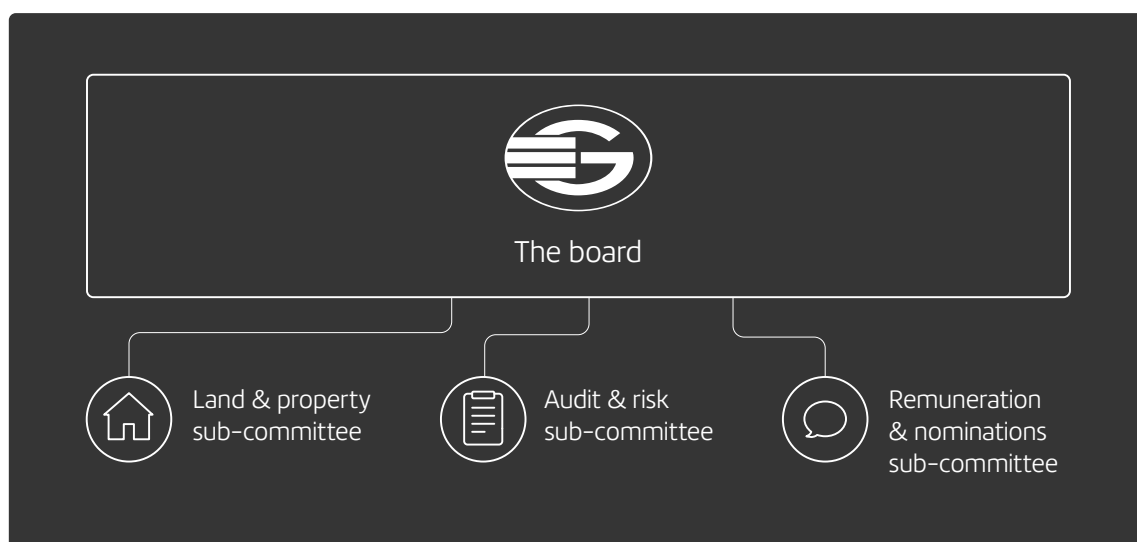 The board
Land & property
sub-committee
Audit & risk
sub-committee
Remuneration
& nominations
sub-committee